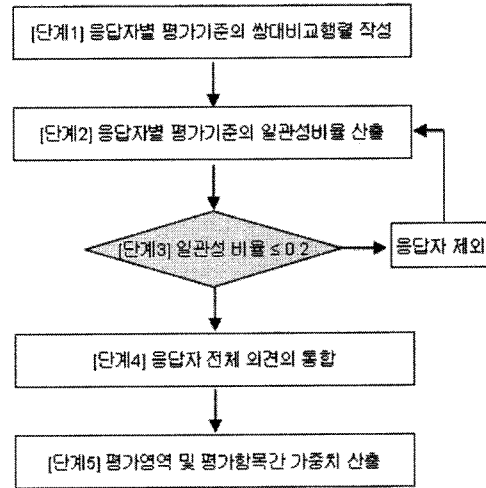 [단계1] 응답자별 평가기준의 쌍대비교행렬 작성
[단계2] 응답자별 평가기준의 일관성비율 산출
[단계3] 일관성 비율 ≤ 0.2
응답자 제외
[단계4] 응답자 전체 의견의 통합
[단계5] 평가영역 및 평가항목간 가중치 산출